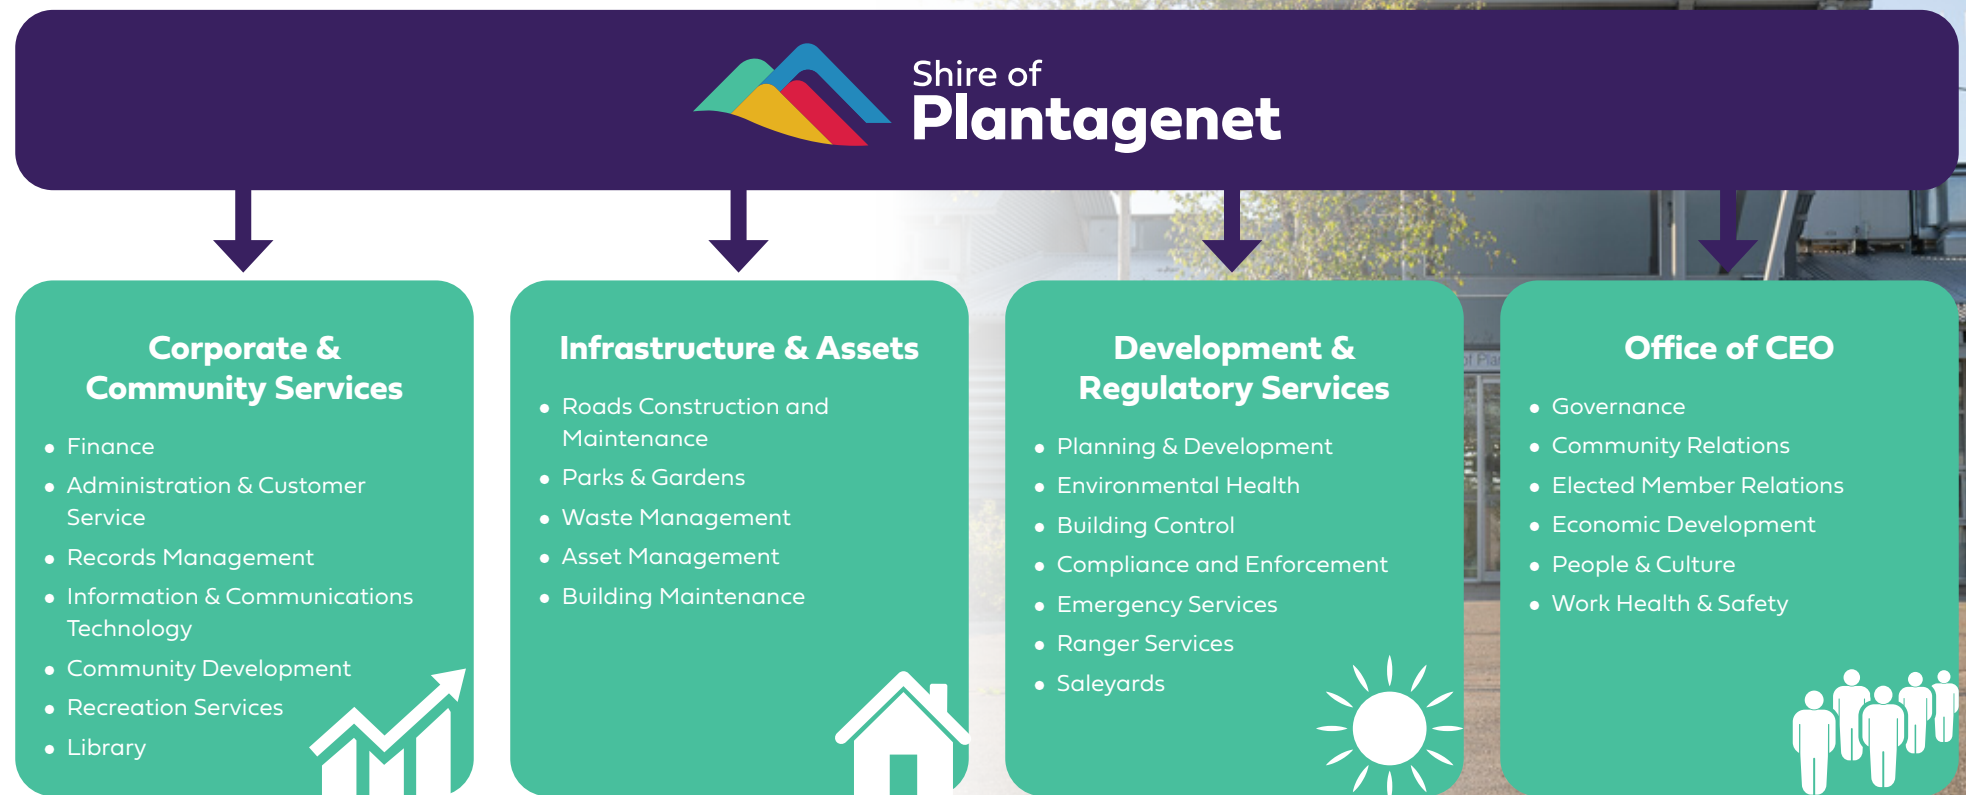 Shire of
Plantagenet
Corporate &
Community Services
• Finance
• Administration & Customer
Service
• Records Management
• Information & Communications
Technology
• Community Development
• Recreation Services
• Library
Infrastructure & Assets
• Roads Construction and
Maintenance
• Parks & Gardens
• Waste Management
• Asset Management
• Building Maintenance
Development &
Regulatory Services
• Planning & Development
• Environmental Health
• Building Control
• Compliance and Enforcement
• Emergency Services
• Ranger Services
• Saleyards
Office of CEO
• Governance
• Community Relations
• Elected Member Relations
• Economic Development
• People & Culture
• Work Health & Safety